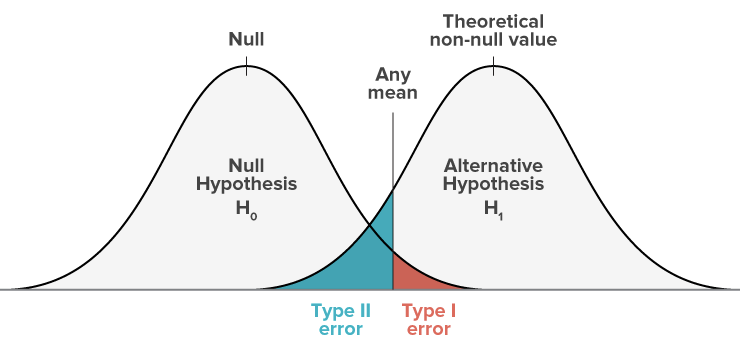 Null
Theoretical
non-null value
Any
mean
Null
Hypothesis
H₀
Alternative
Hypothesis
H₁
Type II
error
Type I
error